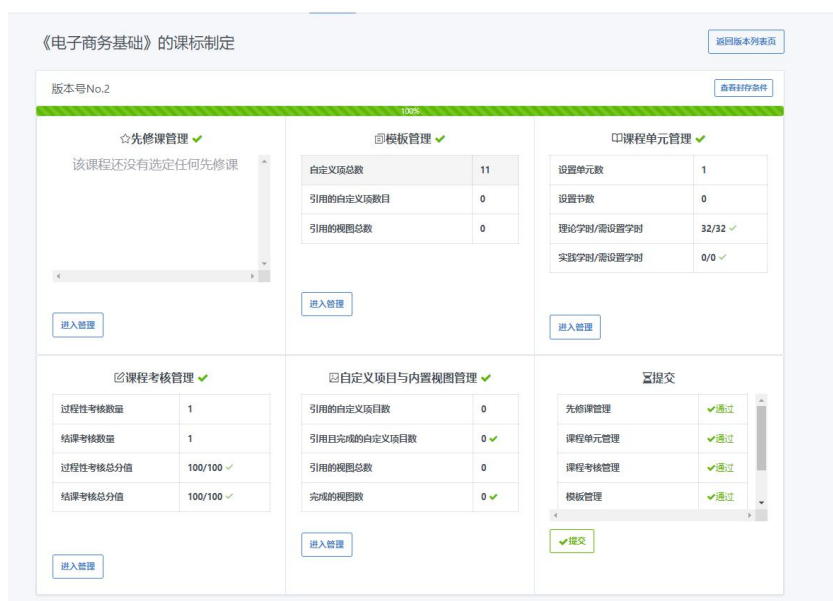 《电子商务基础》的课标制定
返回版本列表页
版本号No.2
查看封存条件
100%
☆先修课管理 ✔
该课程还没有选定任何先修课
进入管理
模板管理 ✔
自定义项总数 11
引用的自定义项数目 0
引用的视图总数 0
进入管理
课程单元管理 ✔
设置单元数 1
设置节数 0
理论学时/需设置学时 32/32 ✓
实践学时/需设置学时 0/0 ✓
进入管理
课程考核管理 ✔
过程性考核数量 1
结课考核数量 1
过程性考核总分值 100/100 ✓
结课考核总分值 100/100 ✓
进入管理
自定义项目与内置视图管理 ✔
引用的自定义项目数 0
引用且完成的自定义项目数 0 ✔
引用的视图总数 0
完成的视图数 0 ✔
进入管理
提交
先修课管理 ✔通过
课程单元管理 ✔通过
课程考核管理 ✔通过
模板管理 ✔通过
✔提交